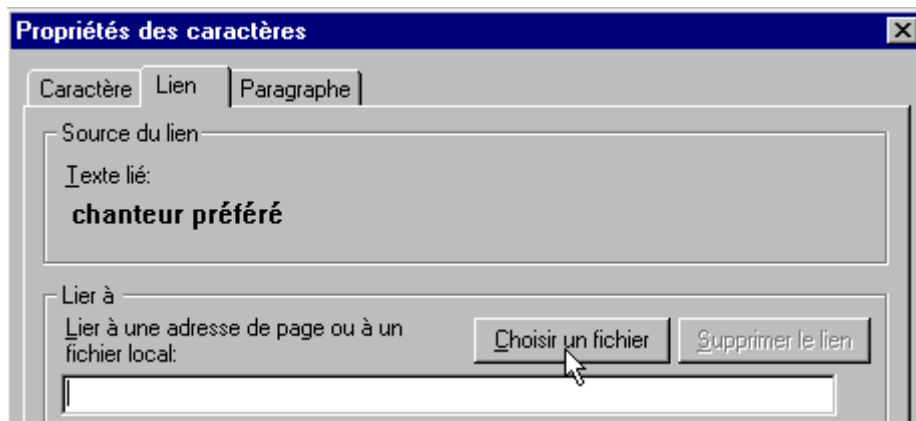 Propriétés des caractères
Caractère Lien Paragraphe
Source du lien
Texte lié:
chanteur préféré
Lier à
Lier à une adresse de page ou à un
fichier local:
Choisir un fichier Supprimer le lien